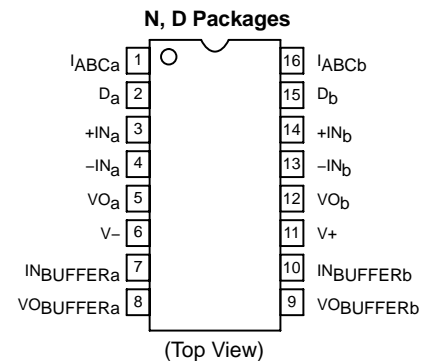 N, D Packages
IABCa 1 16 IABCb
Da 2 15 Db
+INa 3 14 +INb
−INa 4 13 −INb
VOa 5 12 VOb
V− 6 11 V+
INBUFFERa 7 10 INBUFFERb
VOBUFFERa 8 9 VOBUFFERb
(Top View)